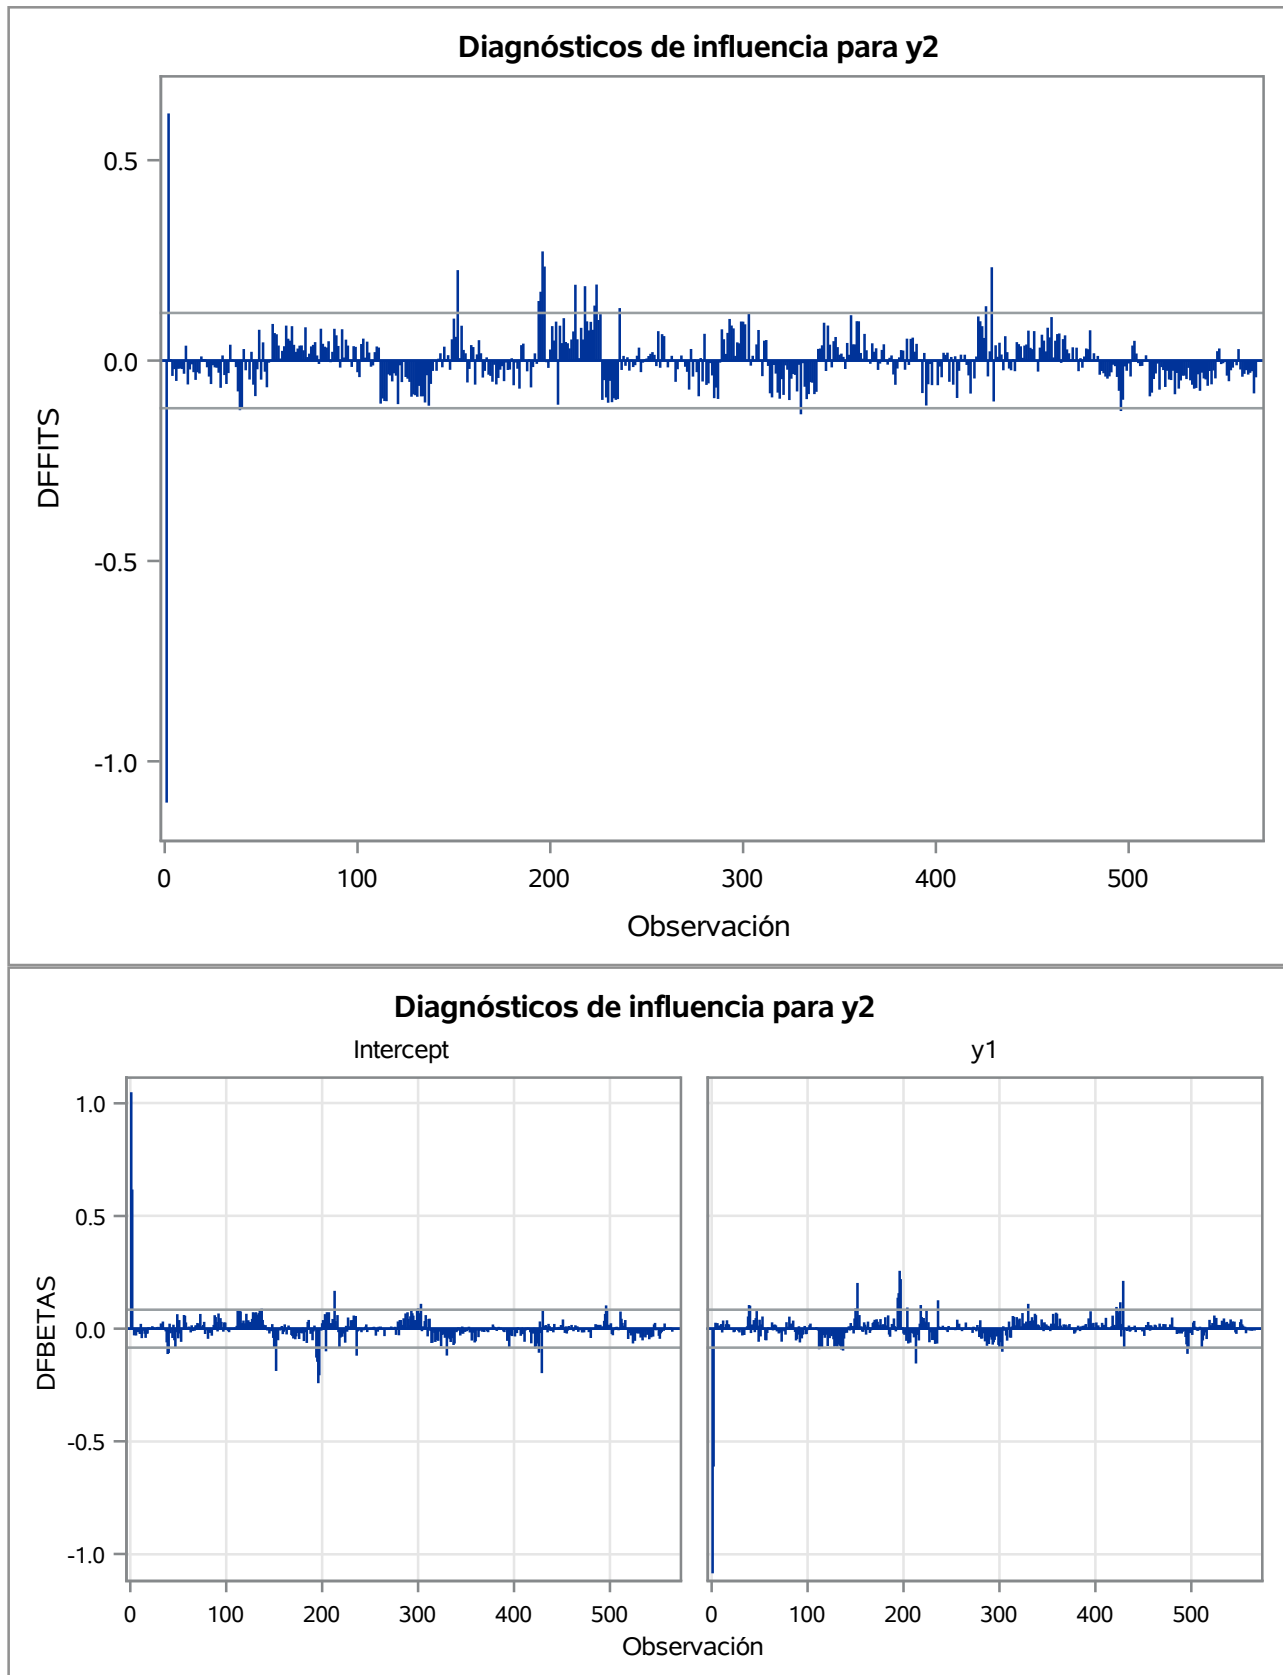 Diagnósticos de influencia para y2
DFFITS
0.5
0.0
-0.5
-1.0
0 100 200 300 400 500
Observación
Diagnósticos de influencia para y2
Intercept y1
DFBETAS
1.0
0.5
0.0
-0.5
-1.0
0 100 200 300 400 500 0 100 200 300 400 500
Observación